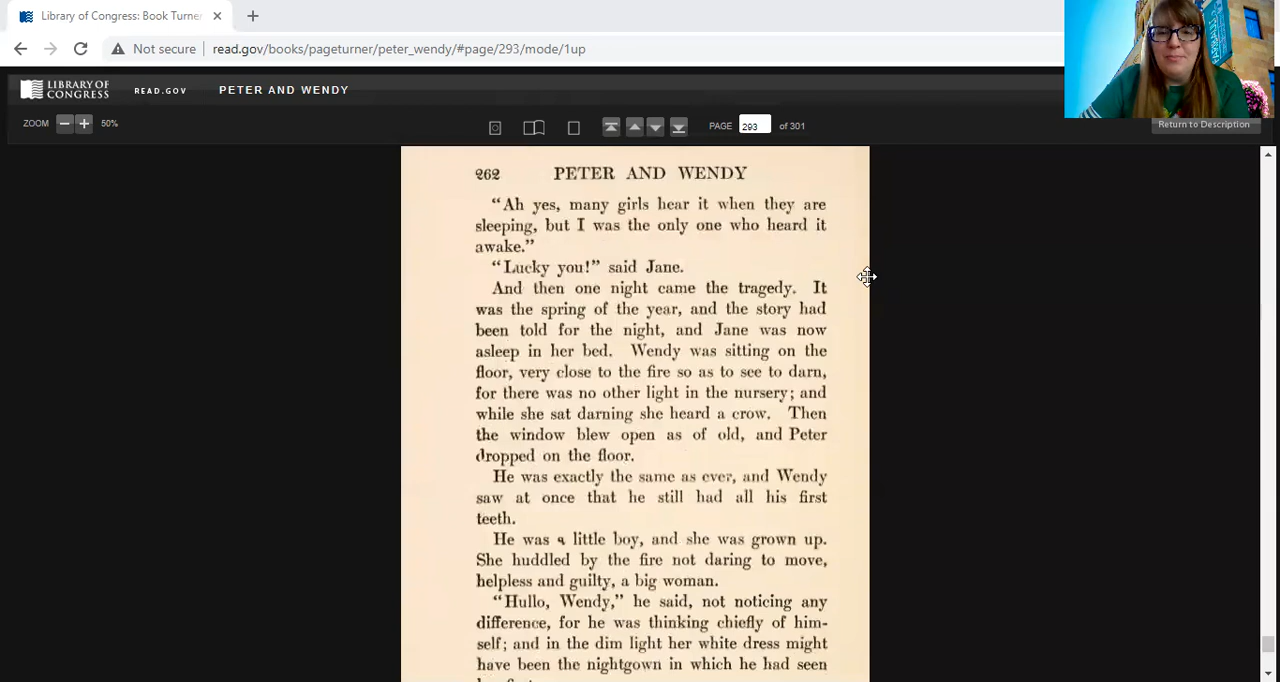 Library of Congress: Book Turner
Not secure read.gov/books/pageturner/peter_wendy/#page/293/mode/1up
LIBRARY OF CONGRESS READ.GOV PETER AND WENDY
ZOOM 50% PAGE 293 of 301 Return to Description
262 PETER AND WENDY
“Ah yes, many girls hear it when they are
sleeping, but I was the only one who heard it
awake.”
“Lucky you!” said Jane.
And then one night came the tragedy. It
was the spring of the year, and the story had
been told for the night, and Jane was now
asleep in her bed. Wendy was sitting on the
floor, very close to the fire so as to see to darn,
for there was no other light in the nursery; and
while she sat darning she heard a crow. Then
the window blew open as of old, and Peter
dropped on the floor.
He was exactly the same as ever, and Wendy
saw at once that he still had all his first
teeth.
He was a little boy, and she was grown up.
She huddled by the fire not daring to move,
helpless and guilty, a big woman.
“Hullo, Wendy,” he said, not noticing any
difference, for he was thinking chiefly of him-
self; and in the dim light her white dress might
have been the nightgown in which he had seen